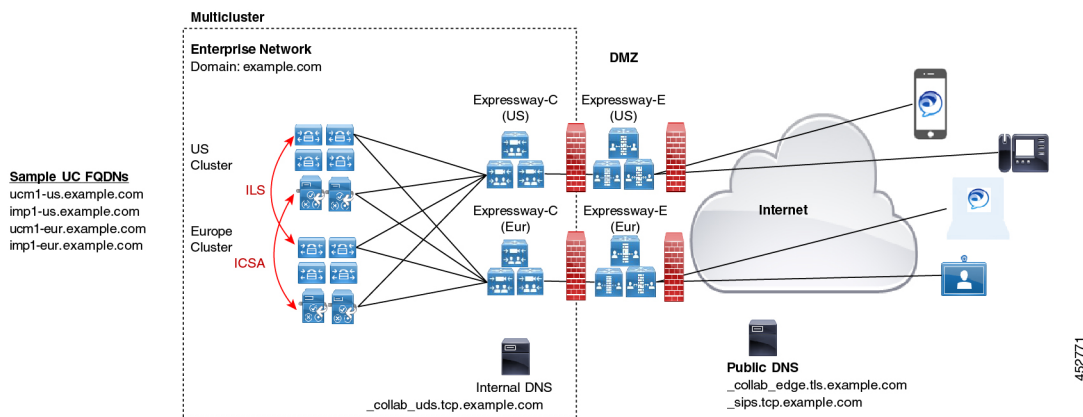 Multicluster
Enterprise Network
Domain: example.com
DMZ
Expressway-C
(US)
Expressway-E
(US)
US
Cluster
Sample UC FQDNs
ucm1-us.example.com
imp1-us.example.com
ucm1-eur.example.com
imp1-eur.example.com
ILS
Internet
Expressway-C
(Eur)
Expressway-E
(Eur)
Europe
Cluster
ICSA
Internal DNS
_collab_uds.tcp.example.com
Public DNS
_collab_edge.tls.example.com
_sips.tcp.example.com
452771